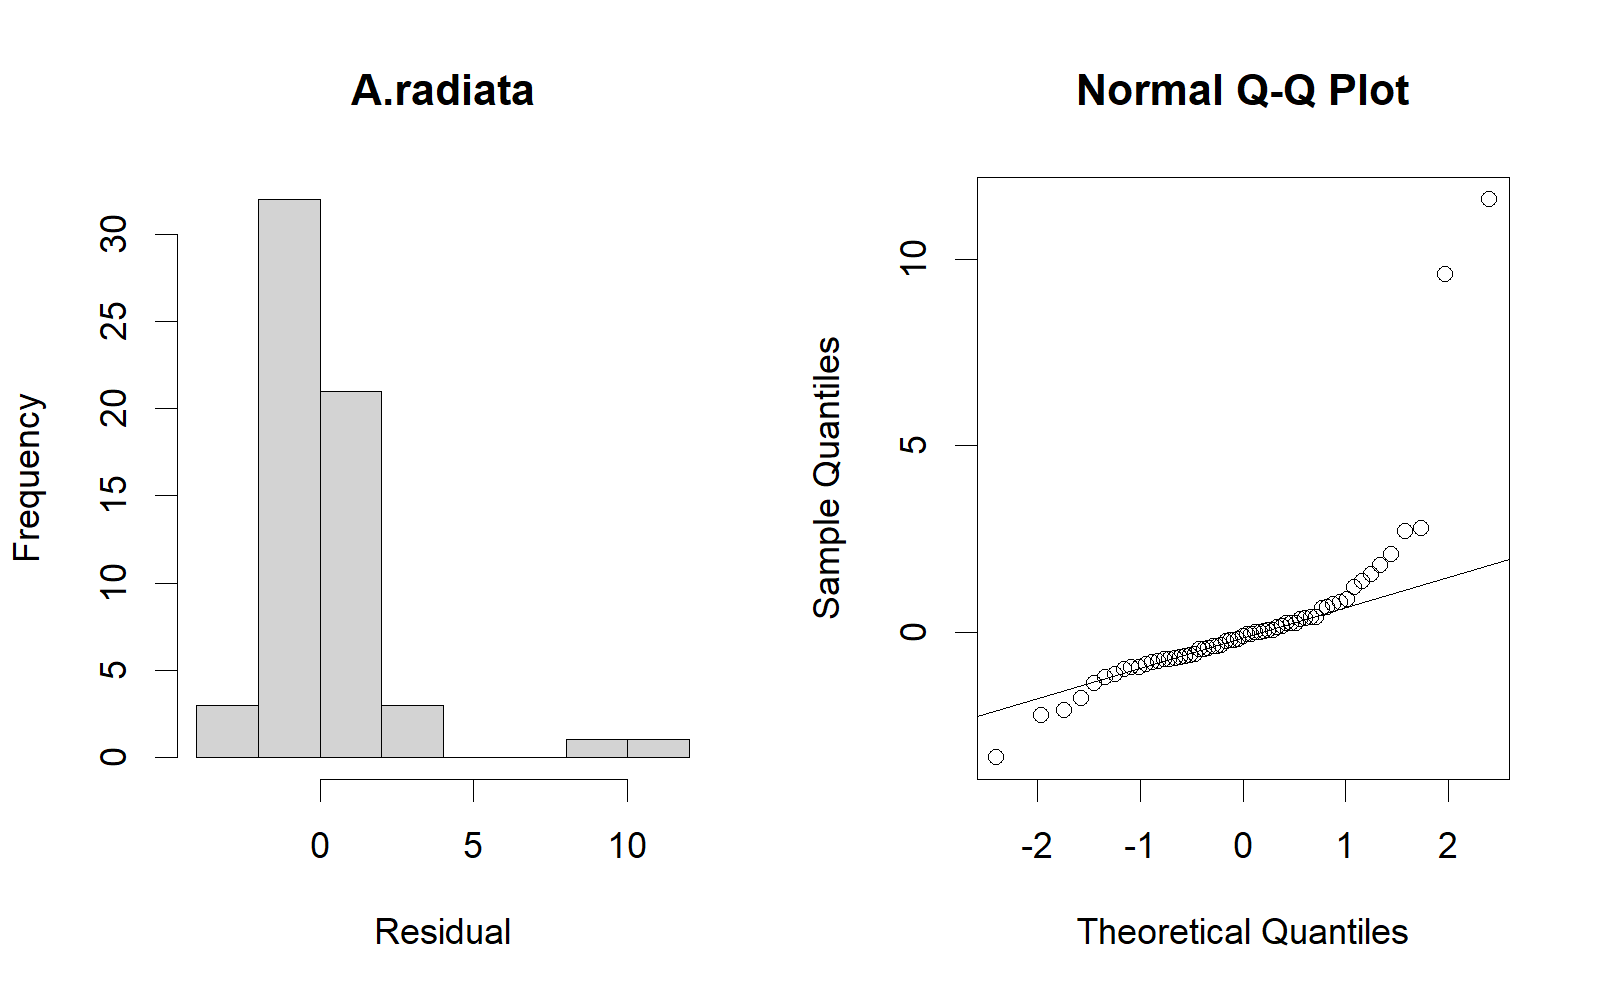 A.radiata
Frequency
30
25
20
15
10
5
0
0 5 10
Residual
Normal Q-Q Plot
Sample Quantiles
10
5
0
-2 -1 0 1 2
Theoretical Quantiles